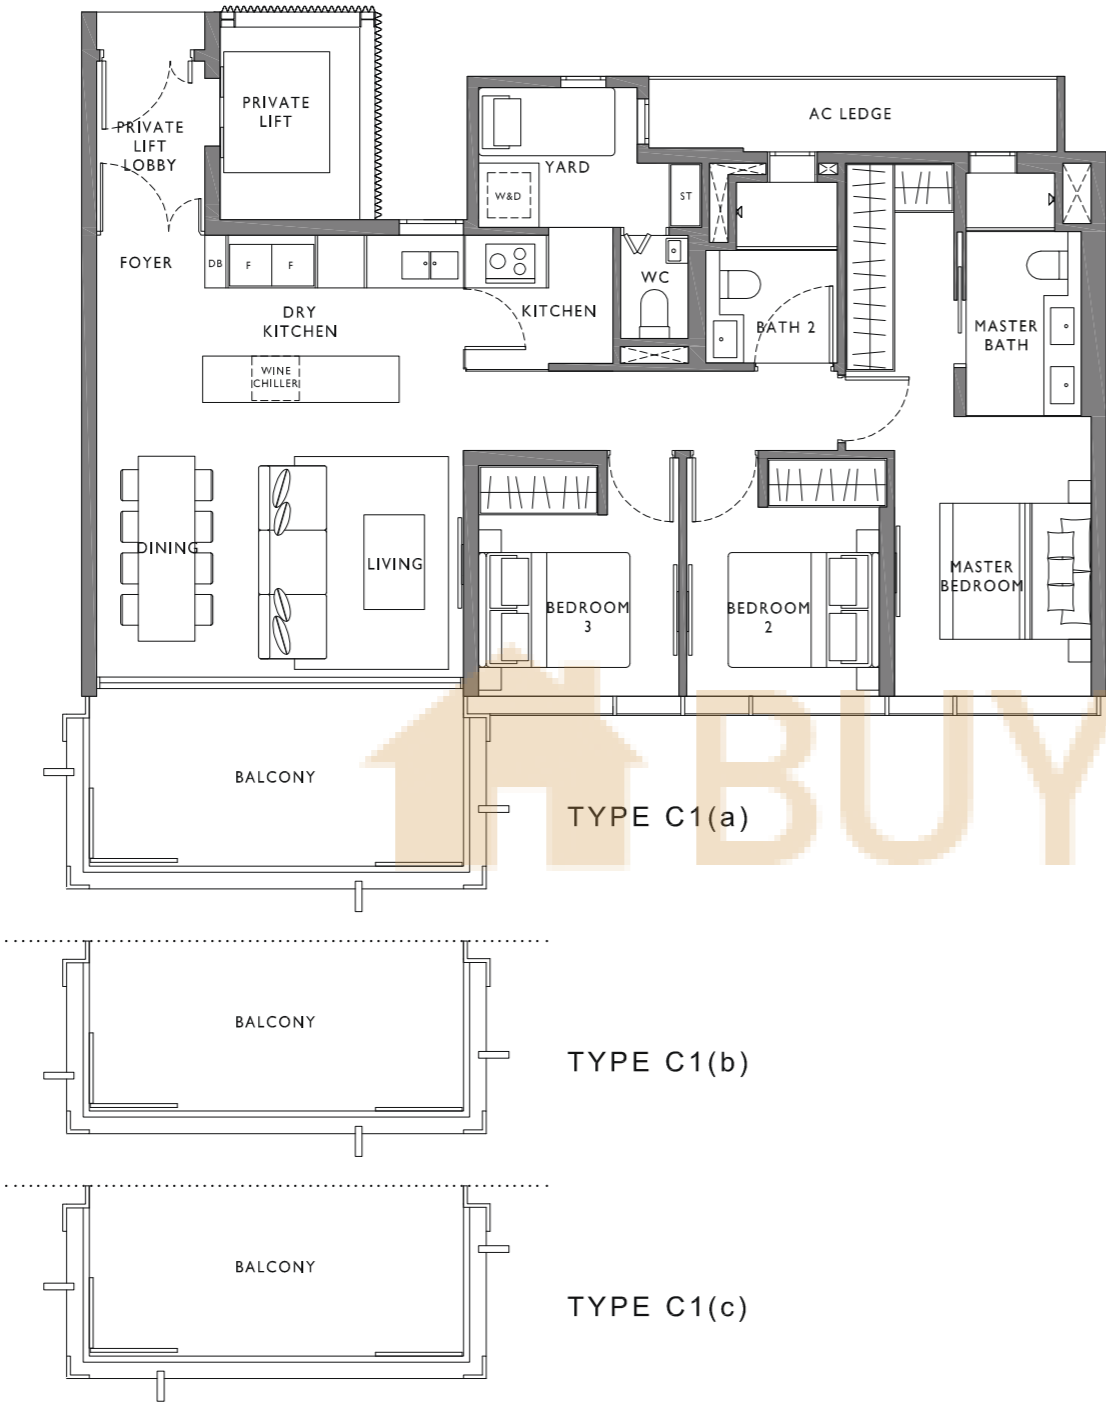 PRIVATE
LIFT
PRIVATE
LIFT
LOBBY
AC LEDGE
YARD
W&D
ST
FOYER
DB
F
F
WC
DRY
KITCHEN
KITCHEN
BATH 2
MASTER
BATH
WINE
CHILLER
DINING
LIVING
BEDROOM
3
BEDROOM
2
MASTER
BEDROOM
BUY
BALCONY
TYPE C1(a)
BALCONY
TYPE C1(b)
BALCONY
TYPE C1(c)